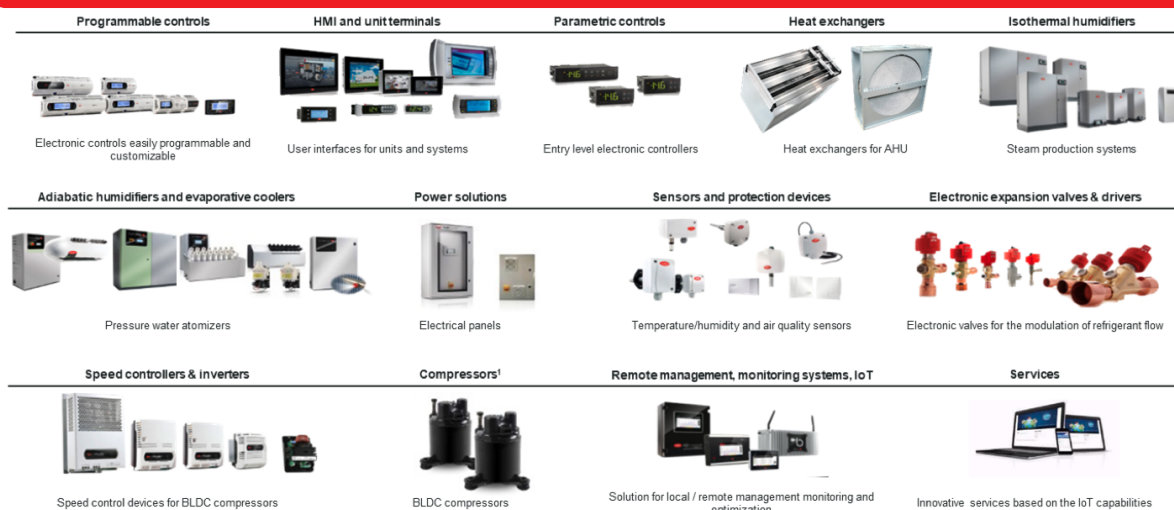 Programmable controls
HMI and unit terminals
Parametric controls
Heat exchangers
Isothermal humidifiers
Electronic controls easily programmable and
customizable
User interfaces for units and systems
Entry level electronic controllers
Heat exchangers for AHU
Steam production systems
Adiabatic humidifiers and evaporative coolers
Power solutions
Sensors and protection devices
Electronic expansion valves & drivers
Pressure water atomizers
Electrical panels
Temperature/humidity and air quality sensors
Electronic valves for the modulation of refrigerant flow
Speed controllers & inverters
Compressors¹
Remote management, monitoring systems, IoT
Services
Speed control devices for BLDC compressors
BLDC compressors
Solution for local / remote management monitoring and
optimization
Innovative services based on the IoT capabilities